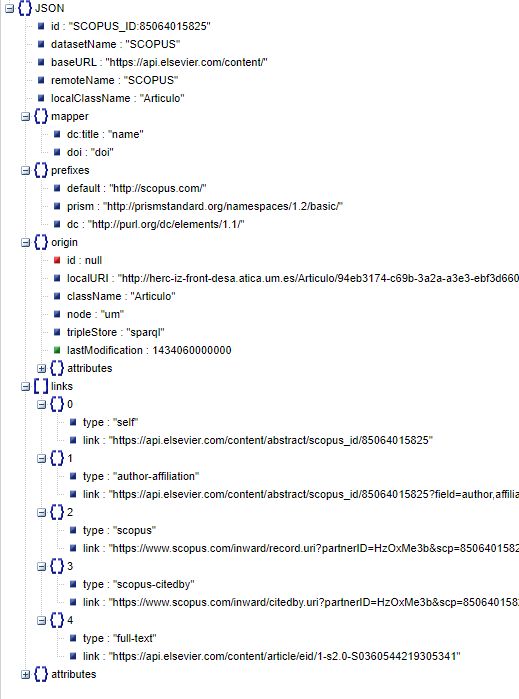 JSON
id : "SCOPUS_ID:85064015825"
datasetName : "SCOPUS"
baseURL : "https://api.elsevier.com/content/"
remoteName : "SCOPUS"
localClassName : "Articulo"
mapper
dc:title : "name"
doi : "doi"
prefixes
default : "http://scopus.com/"
prism : "http://prismstandard.org/namespaces/1.2/basic/"
dc : "http://purl.org/dc/elements/1.1/"
origin
id : null
localURI : "http://herc-iz-front-desa.atica.um.es/Articulo/94eb3174-c69b-3a2a-a3e3-ebf3d660
className : "Articulo"
node : "um"
tripleStore : "sparql"
lastModification : 1434060000000
attributes
links
0
type : "self"
link : "https://api.elsevier.com/content/abstract/scopus_id/85064015825"
1
type : "author-affiliation"
link : "https://api.elsevier.com/content/abstract/scopus_id/85064015825?field=author,affilia
2
type : "scopus"
link : "https://www.scopus.com/inward/record.uri?partnerID=HzOxMe3b&scp=8506401582
3
type : "scopus-citedby"
link : "https://www.scopus.com/inward/citedby.uri?partnerID=HzOxMe3b&scp=850640158
4
type : "full-text"
link : "https://api.elsevier.com/content/article/eid/1-s2.0-S0360544219305341"
attributes